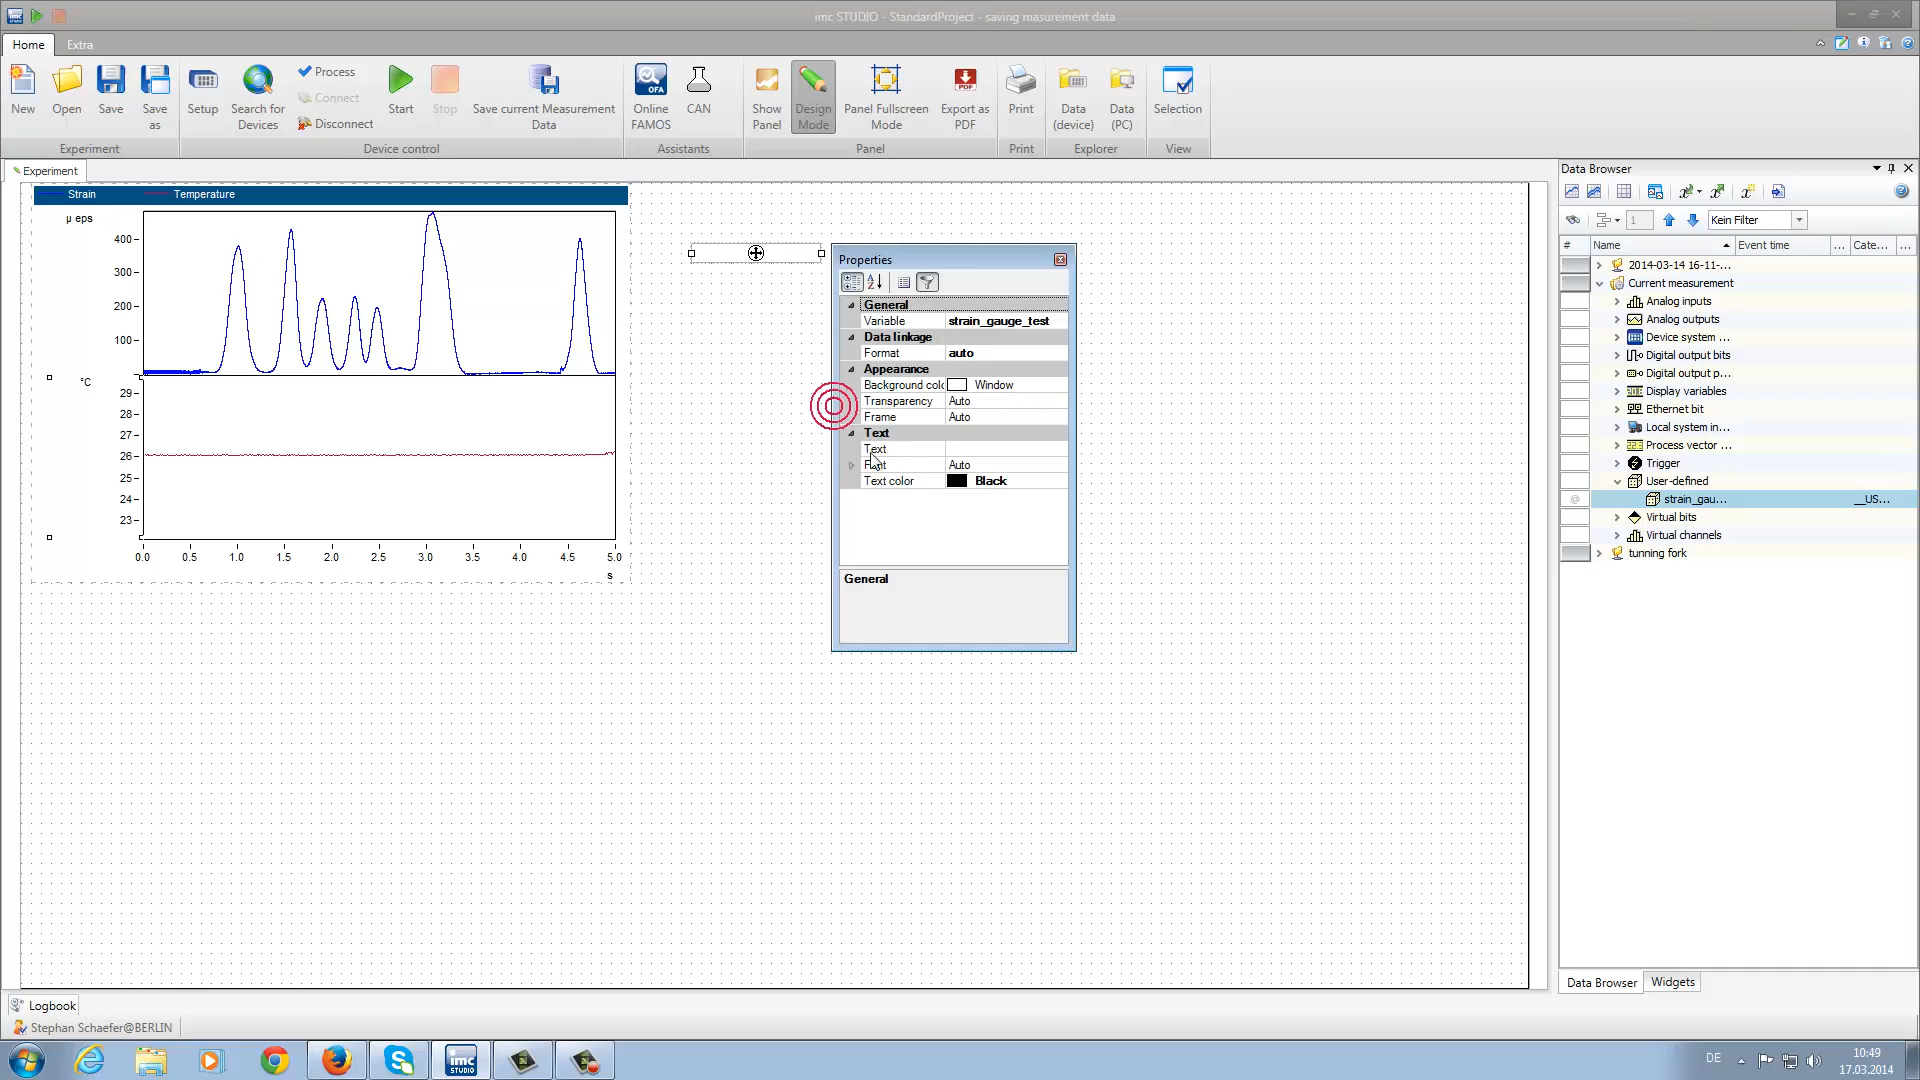 imc STUDIO - StandardProject - saving masurement data
Home
Extra
New
Open
Save
Save as
Setup
Search for Devices
Process
Connect
Disconnect
Start
Stop
Save current Measurement Data
OFA
Online FAMOS
CAN
Show Panel
Design Mode
Panel Fullscreen Mode
PDF
Export as PDF
Print
Data (device)
Data (PC)
Selection
Experiment
Device control
Assistants
Panel
Print
Explorer
View
Experiment
Strain
Temperature
µ eps
400
300
200
100
°C
29
28
27
26
25
24
23
0.0 0.5 1.0 1.5 2.0 2.5 3.0 3.5 4.0 4.5 5.0
s
Properties
General
Variable strain_gauge_test
Data linkage
Format auto
Appearance
Background colo Window
Transparency Auto
Frame Auto
Text
Text
Font Auto
Text color Black
General
Data Browser
1
Kein Filter
# Name Event time ... Cate... ...
2014-03-14 16-11-...
Current measurement
Analog inputs
Analog outputs
Device system ...
Digital output bits
Digital output p...
Display variables
Ethernet bit
Local system in...
Process vector ...
Trigger
User-defined
@ strain_gau... __US...
Virtual bits
Virtual channels
tunning fork
Data Browser
Widgets
Logbook
Stephan Schaefer@BERLIN
imc STUDIO
DE
10:49
17.03.2014